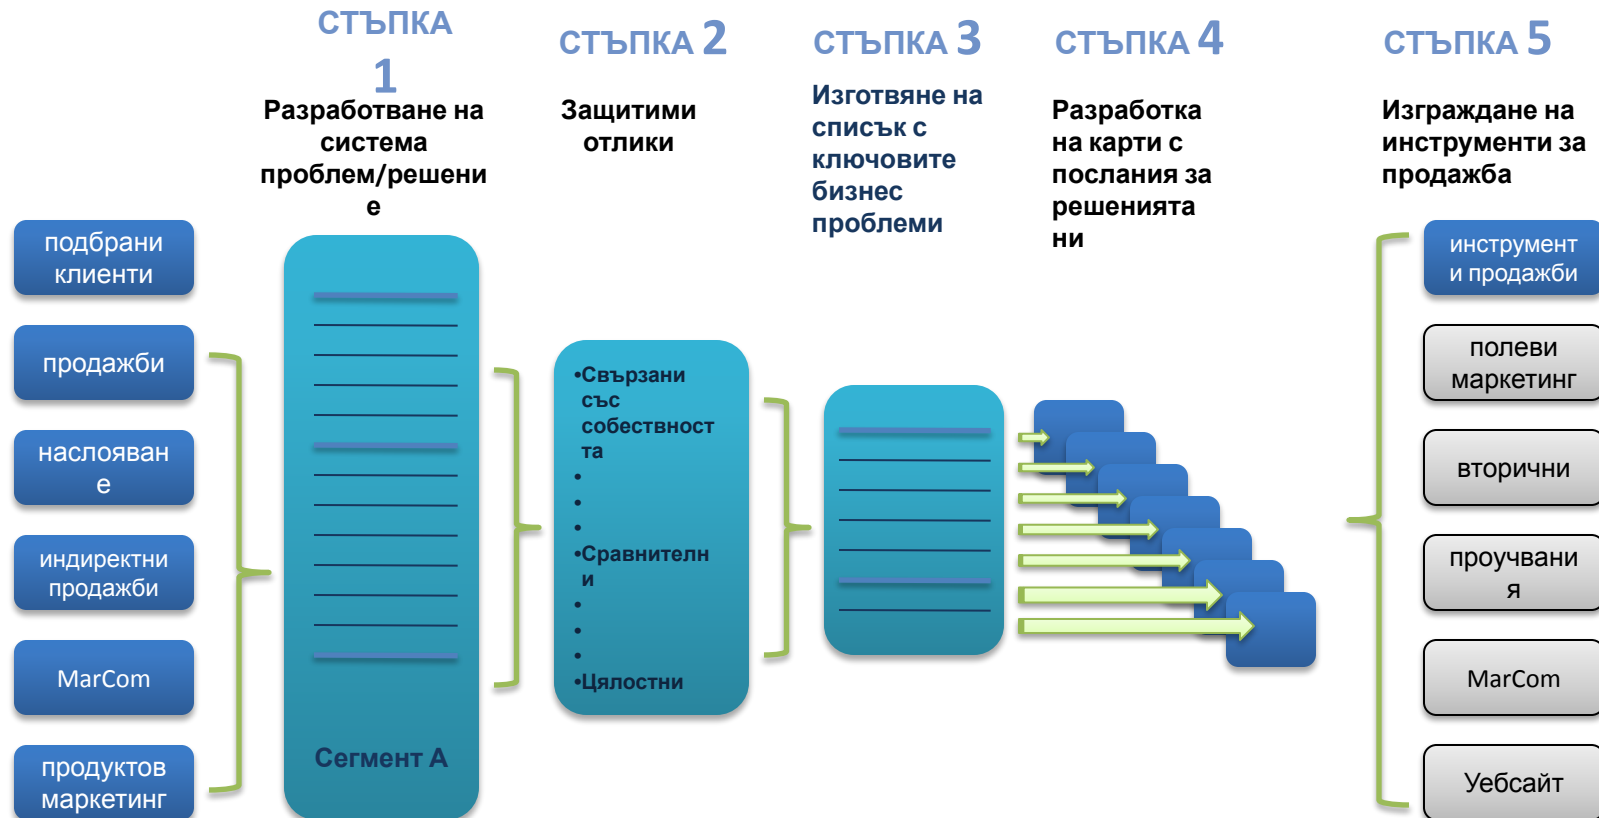 СТЪПКА
1
Разработване на
система
проблем/решени
е
СТЪПКА 2
Защитими
отлики
СТЪПКА 3
Изготвяне на
списък с
ключовите
бизнес
проблеми
СТЪПКА 4
Разработка
на карти с
послания за
решенията
ни
СТЪПКА 5
Изграждане на
инструменти за
продажба
подбрани
клиенти
продажби
наслояван
е
индиректни
продажби
MarCom
продуктов
маркетинг
Сегмент А
•Свързани
със
собственост
та
•
•
•
•Сравнителн
и
•
•
•
•Цялостни
инструмент
и продажби
полеви
маркетинг
вторични
проучвани
я
MarCom
Уебсайт